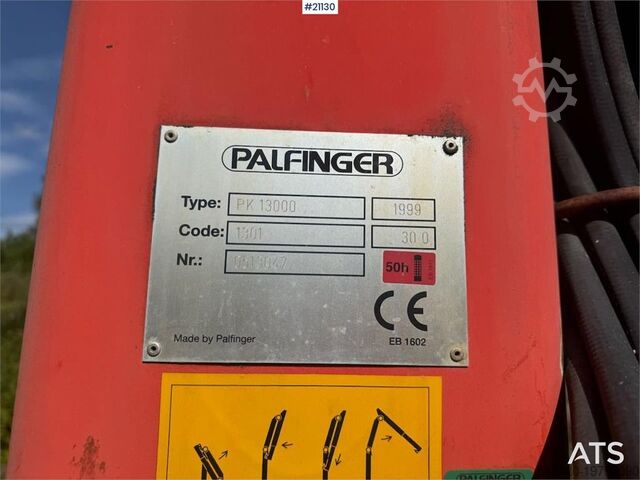 #21130
PALFINGER
Type: PK 13000 1999
Code: 1301 30 0
Nr.: 50h
CE
Made by Palfinger EB 1602
PALFINGER
ATS